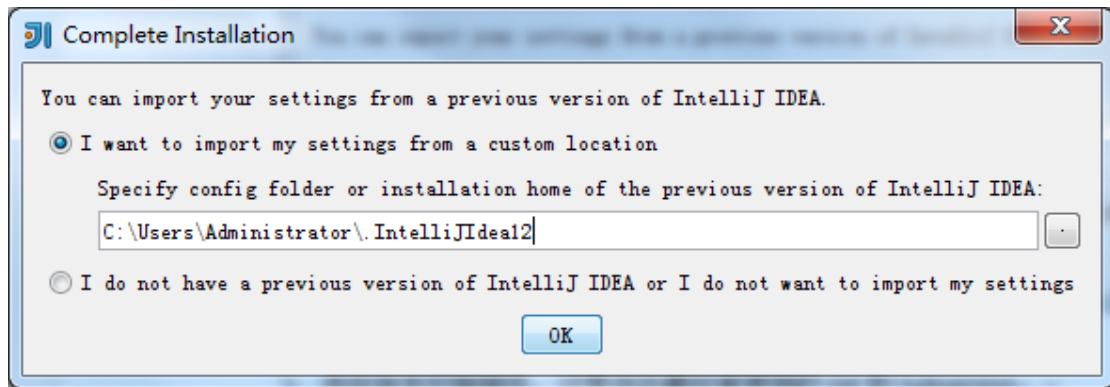 Complete Installation
You can import your settings from a previous version of IntelliJ IDEA.
I want to import my settings from a custom location
Specify config folder or installation home of the previous version of IntelliJ IDEA:
C:\Users\Administrator\.IntelliJIdea12
I do not have a previous version of IntelliJ IDEA or I do not want to import my settings
OK